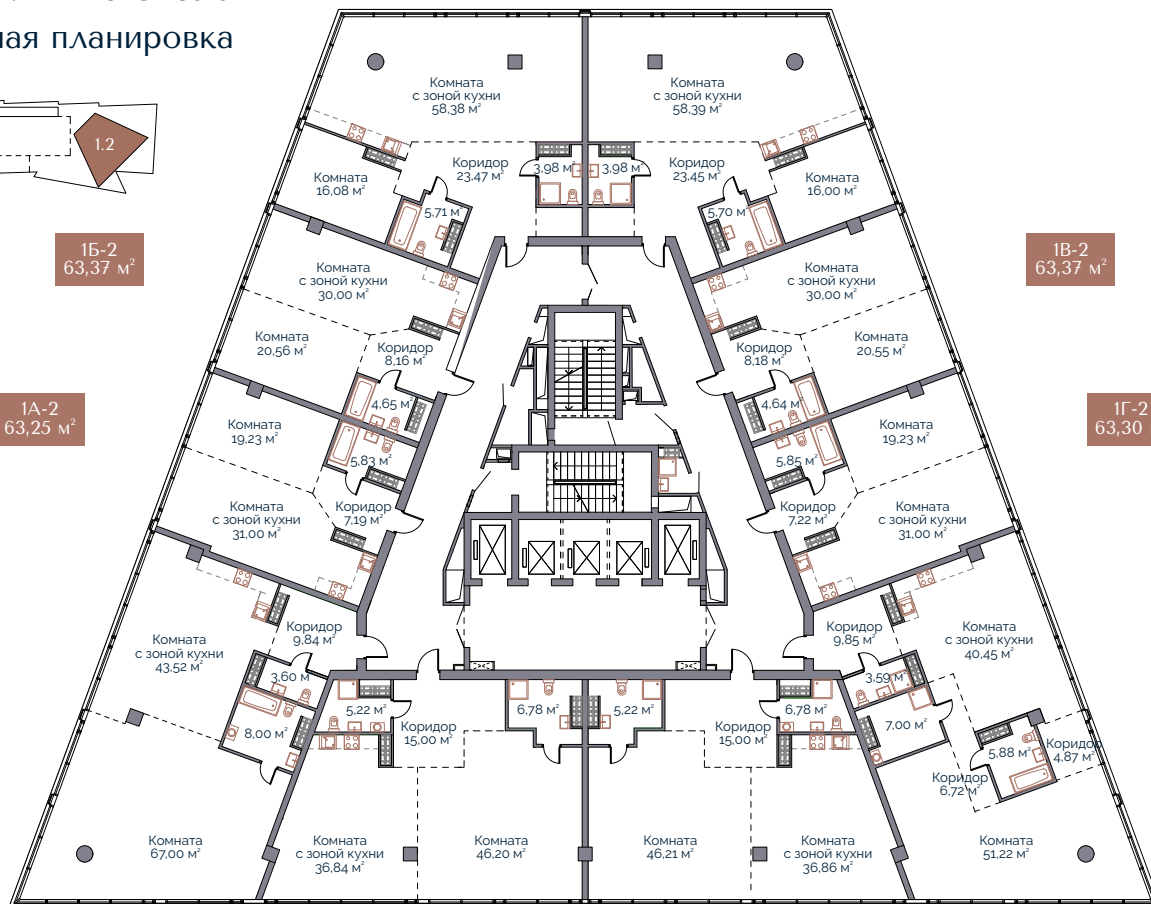 ная планировка
1.2
1Б-2
63,37 м²
1А-2
63,25 м²
1В-2
63,37 м²
1Г-2
63,30
Комната
с зоной кухни
58,38 м²
Комната
с зоной кухни
58,39 м²
Комната
16,08 м²
Коридор
23,47 м²
3,98 м²
3,98 м²
Коридор
23,45 м²
Комната
16,00 м²
5,71 м²
5,70 м²
Комната
с зоной кухни
30,00 м²
Комната
с зоной кухни
30,00 м²
Комната
20,56 м²
Коридор
8,16 м²
Коридор
8,18 м²
Комната
20,55 м²
4,65 м²
4,64 м²
Комната
19,23 м²
5,83 м²
5,85 м²
Комната
19,23 м²
Комната
с зоной кухни
31,00 м²
Коридор
7,19 м²
Коридор
7,22 м²
Комната
с зоной кухни
31,00 м²
Комната
с зоной кухни
43,52 м²
Коридор
9,84 м²
Коридор
9,85 м²
Комната
с зоной кухни
40,45 м²
3,60 м²
3,59 м²
8,00 м²
5,22 м²
Коридор
15,00 м²
6,78 м²
5,22 м²
Коридор
15,00 м²
6,78 м²
7,00 м²
5,88 м²
Коридор
4,87 м²
Коридор
6,72 м²
Комната
67,00 м²
Комната
с зоной кухни
36,84 м²
Комната
46,20 м²
Комната
46,21 м²
Комната
с зоной кухни
36,86 м²
Комната
51,22 м²